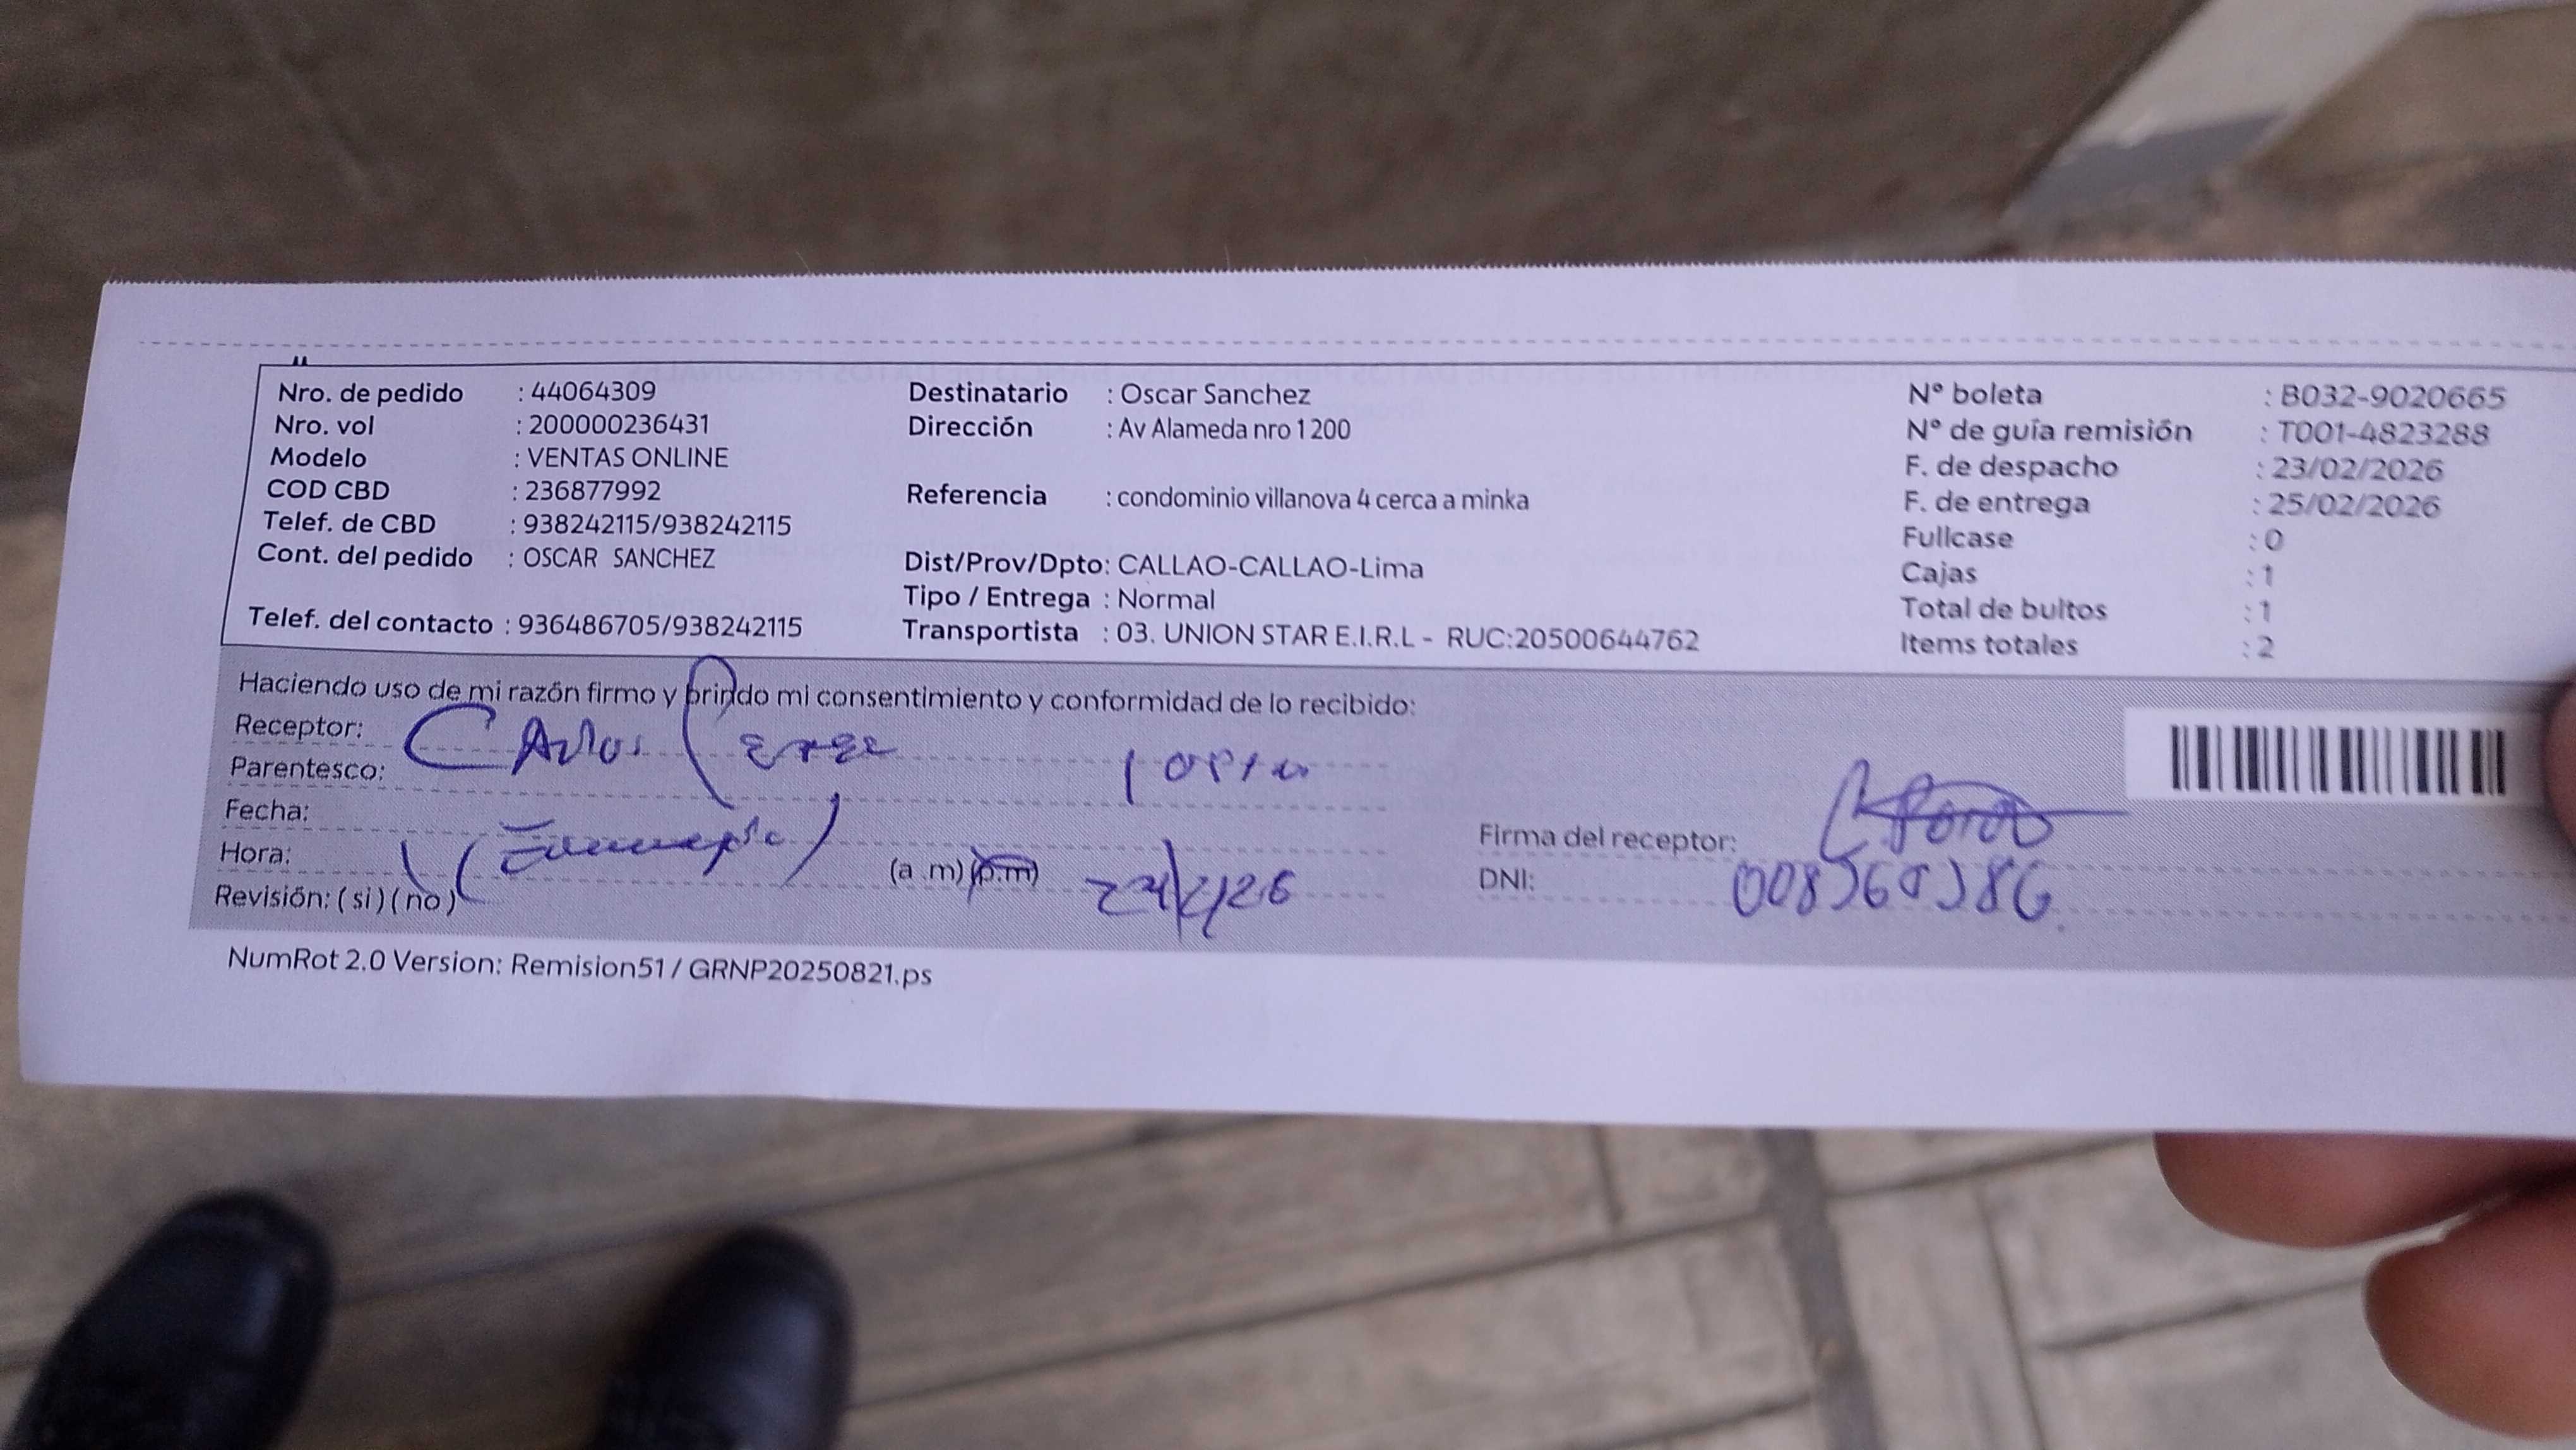 Nro. de pedido : 44064309 Destinatario : Oscar Sanchez Nº boleta : B032-9020665
Nro. vol : 200000236431 Dirección : Av Alameda nro 1200 Nº de guía remisión : T001-4823288
Modelo : VENTAS ONLINE F. de despacho : 23/02/2026
COD CBD : 236877992 Referencia : condominio villanova 4 cerca a minka F. de entrega : 25/02/2026
Telef. de CBD : 938242115/938242115 Fullcase : 0
Cont. del pedido : OSCAR SANCHEZ Dist/Prov/Dpto: CALLAO-CALLAO-Lima Cajas : 1
Tipo / Entrega : Normal Total de bultos : 1
Telef. del contacto : 936486705/938242115 Transportista : 03. UNION STAR E.I.R.L - RUC:20500644762 Items totales : 2
Haciendo uso de mi razón firmo y brindo mi consentimiento y conformidad de lo recibido:
Receptor: Carlos Perez
Parentesco:
Fecha:
Hora: (a .m) (p.m) Firma del receptor:
Revisión: ( si ) ( no ) DNI:
NumRot 2.0 Version: Remision51 / GRNP20250821.ps